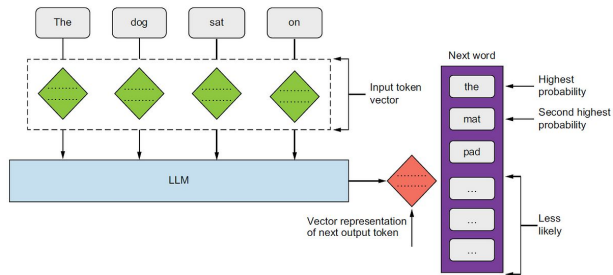 The
dog
sat
on
Input token
vector
LLM
Vector representation
of next output token
Next word
the
mat
pad
...
...
...
Highest
probability
Second highest
probability
Less
likely